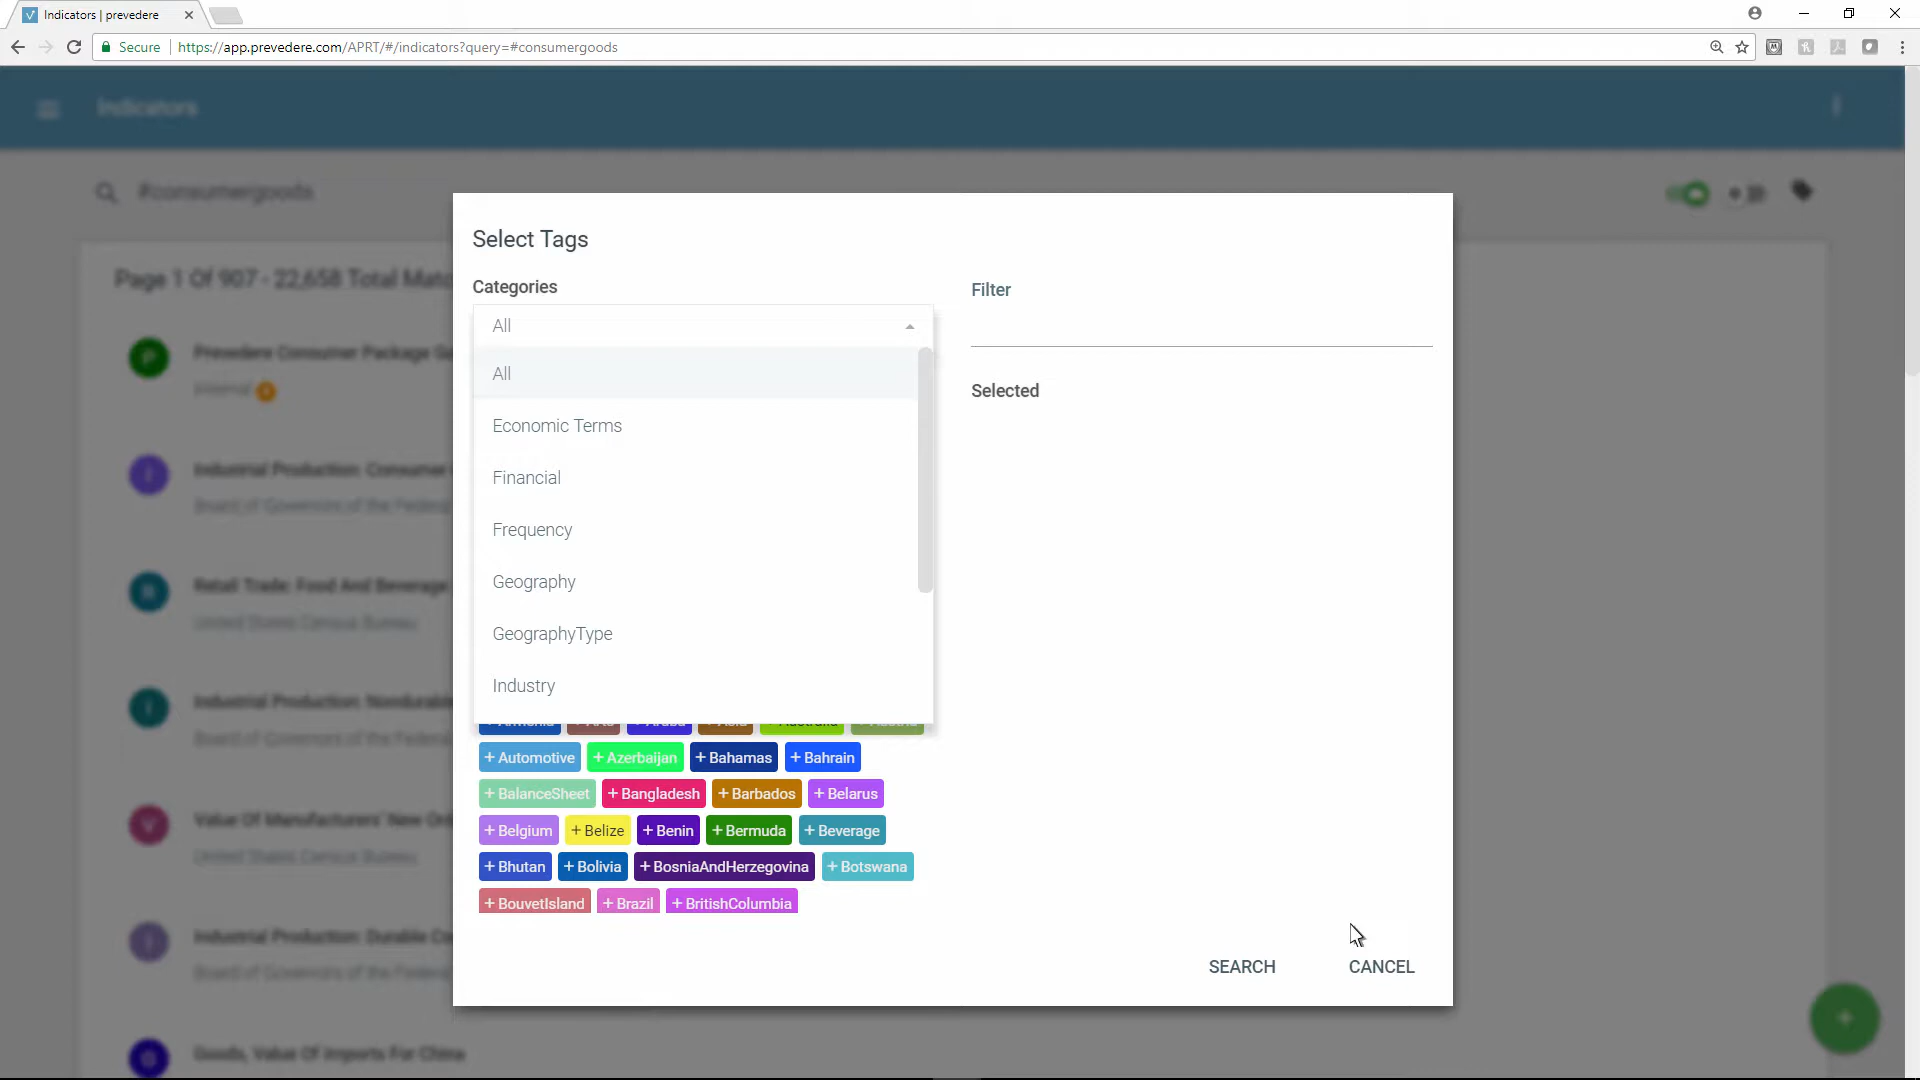 Indicators | prevedere
Secure
https://app.prevedere.com/APRT/#/indicators?query=#consumergoods
Indicators
#consumergoods
Page 1 Of 907 - 22,658 Total
P
Prevedere Consumer Package
Internal
I
Industrial Production: Consumer
Board of Governors of the Federal
R
Retail Trade: Food And Beverage
United States Census Bureau
I
Industrial Production: Nondurable
Board of Governors of the Federal
V
Value Of Manufacturers' New
United States Census Bureau
I
Industrial Production: Durable
Board of Governors of the Federal
G
Goods, Value Of Imports For China
Select Tags
Categories
All
All
Economic Terms
Financial
Frequency
Geography
GeographyType
Industry
+ Armenia + Arts + Aruba + Asia + Australia + Austria
+ Automotive + Azerbaijan + Bahamas + Bahrain
+ BalanceSheet + Bangladesh + Barbados + Belarus
+ Belgium + Belize + Benin + Bermuda + Beverage
+ Bhutan + Bolivia + BosniaAndHerzegovina + Botswana
+ BouvetIsland + Brazil + BritishColumbia
Filter
Selected
SEARCH CANCEL
+